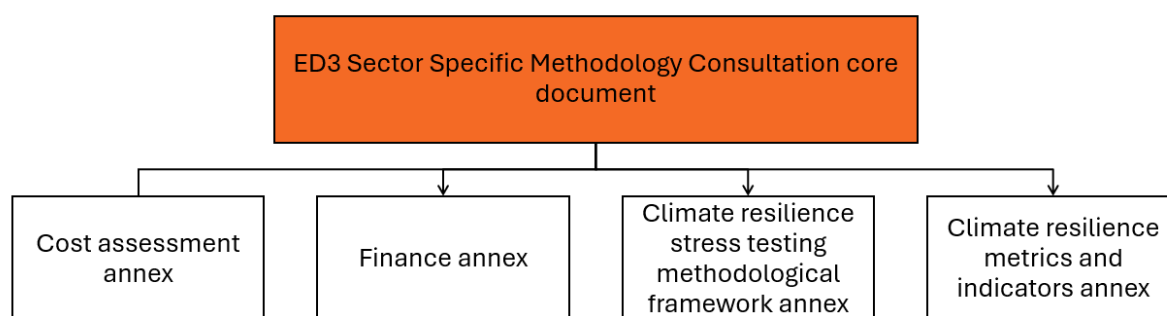 ED3 Sector Specific Methodology Consultation core
document
Cost assessment
annex
Finance annex
Climate resilience
stress testing
methodological
framework annex
Climate resilience
metrics and
indicators annex